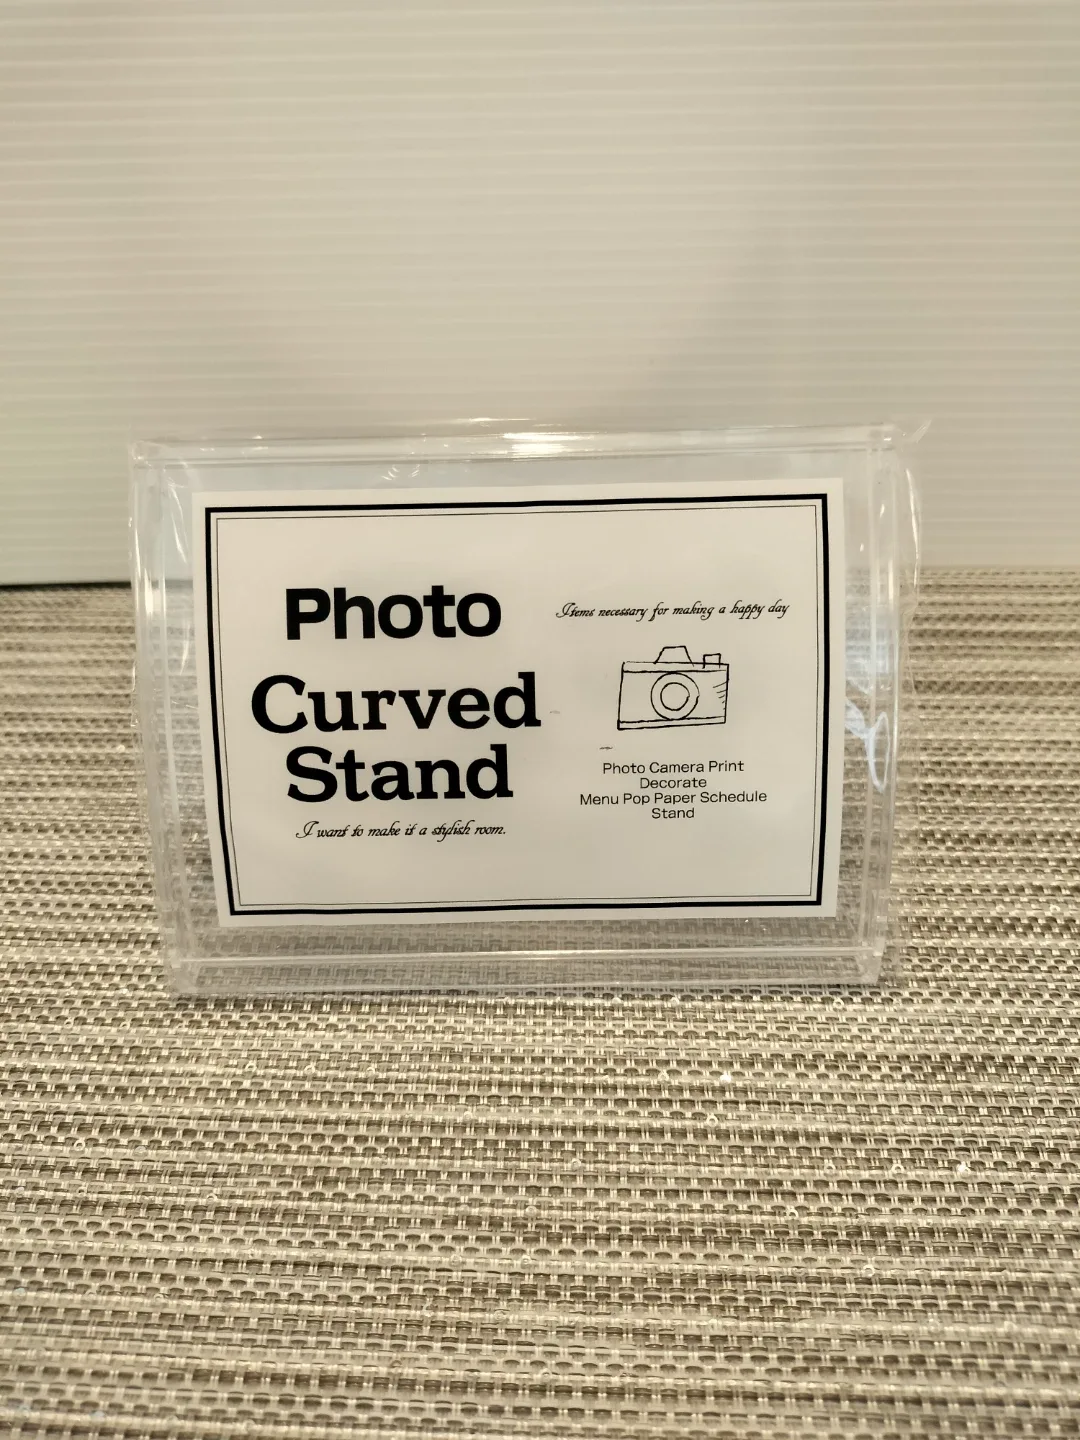 Photo
Curved
Stand
I want to make it a stylish room.
Items necessary for making a happy day
Photo Camera Print
Decorate
Menu Pop Paper Schedule
Stand